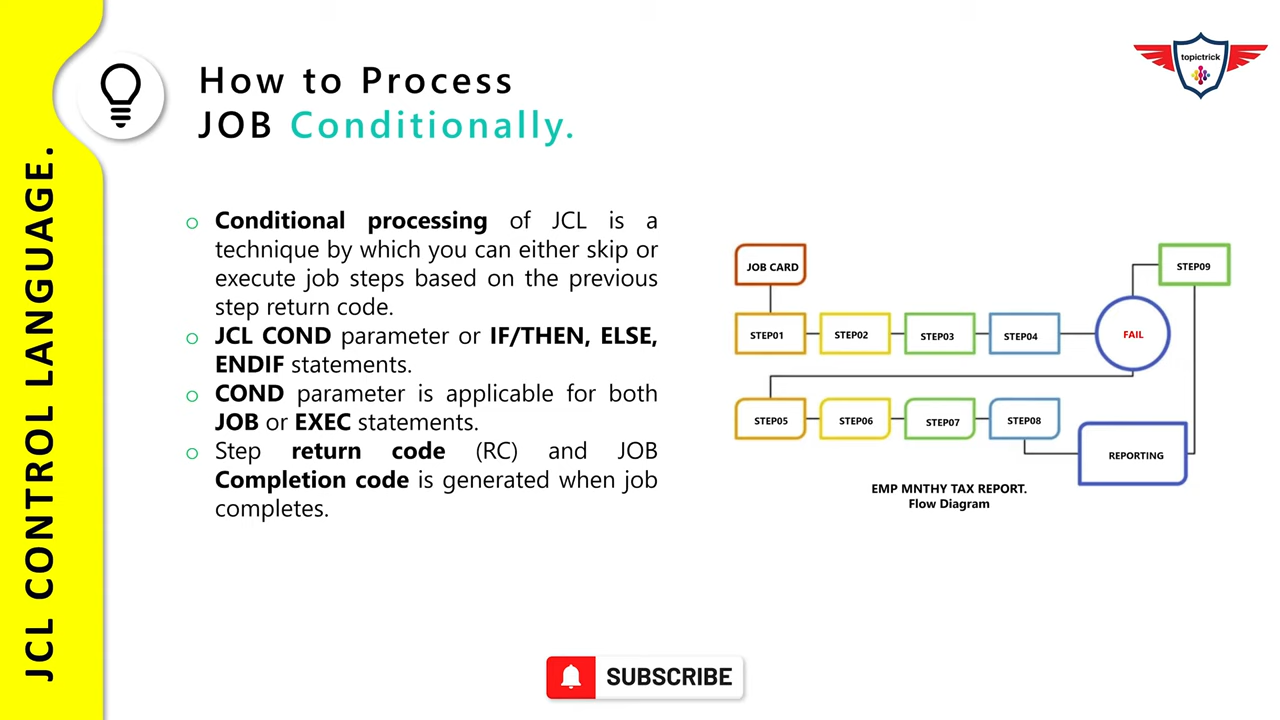 JCL CONTROL LANGUAGE.
How to Process
JOB Conditionally.
topictrick
Conditional processing of JCL is a
technique by which you can either skip or
execute job steps based on the previous
step return code.
JCL COND parameter or IF/THEN, ELSE,
ENDIF statements.
COND parameter is applicable for both
JOB or EXEC statements.
Step return code (RC) and JOB
Completion code is generated when job
completes.
JOB CARD
STEP09
STEP01
STEP02
STEP03
STEP04
FAIL
STEP05
STEP06
STEP07
STEP08
REPORTING
EMP MNTHY TAX REPORT.
Flow Diagram
SUBSCRIBE